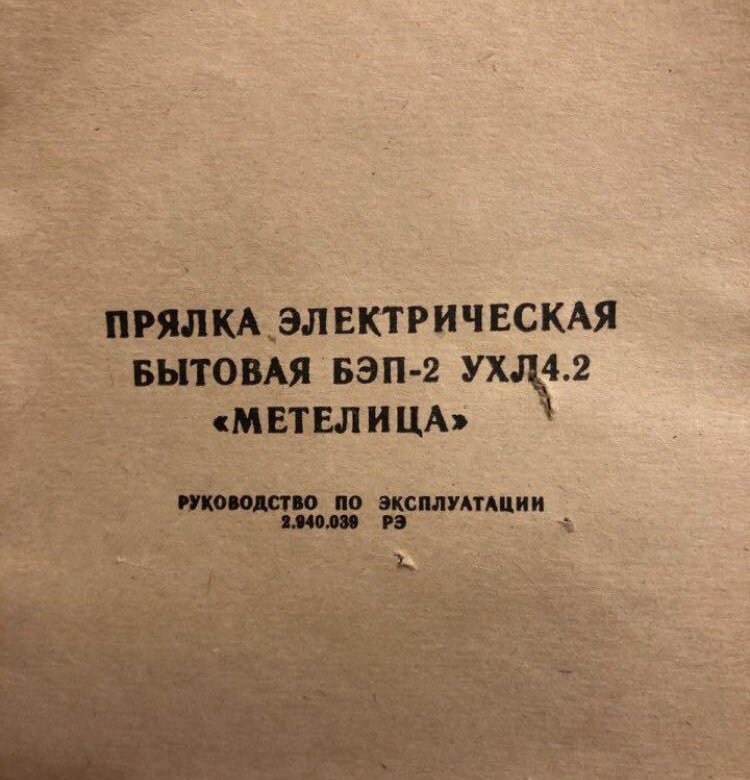 ПРЯЛКА ЭЛЕКТРИЧЕСКАЯ
БЫТОВАЯ БЭП-2 УХЛ4.2
«МЕТЕЛИЦА»
РУКОВОДСТВО ПО ЭКСПЛУАТАЦИИ
2.940.039 РЭ